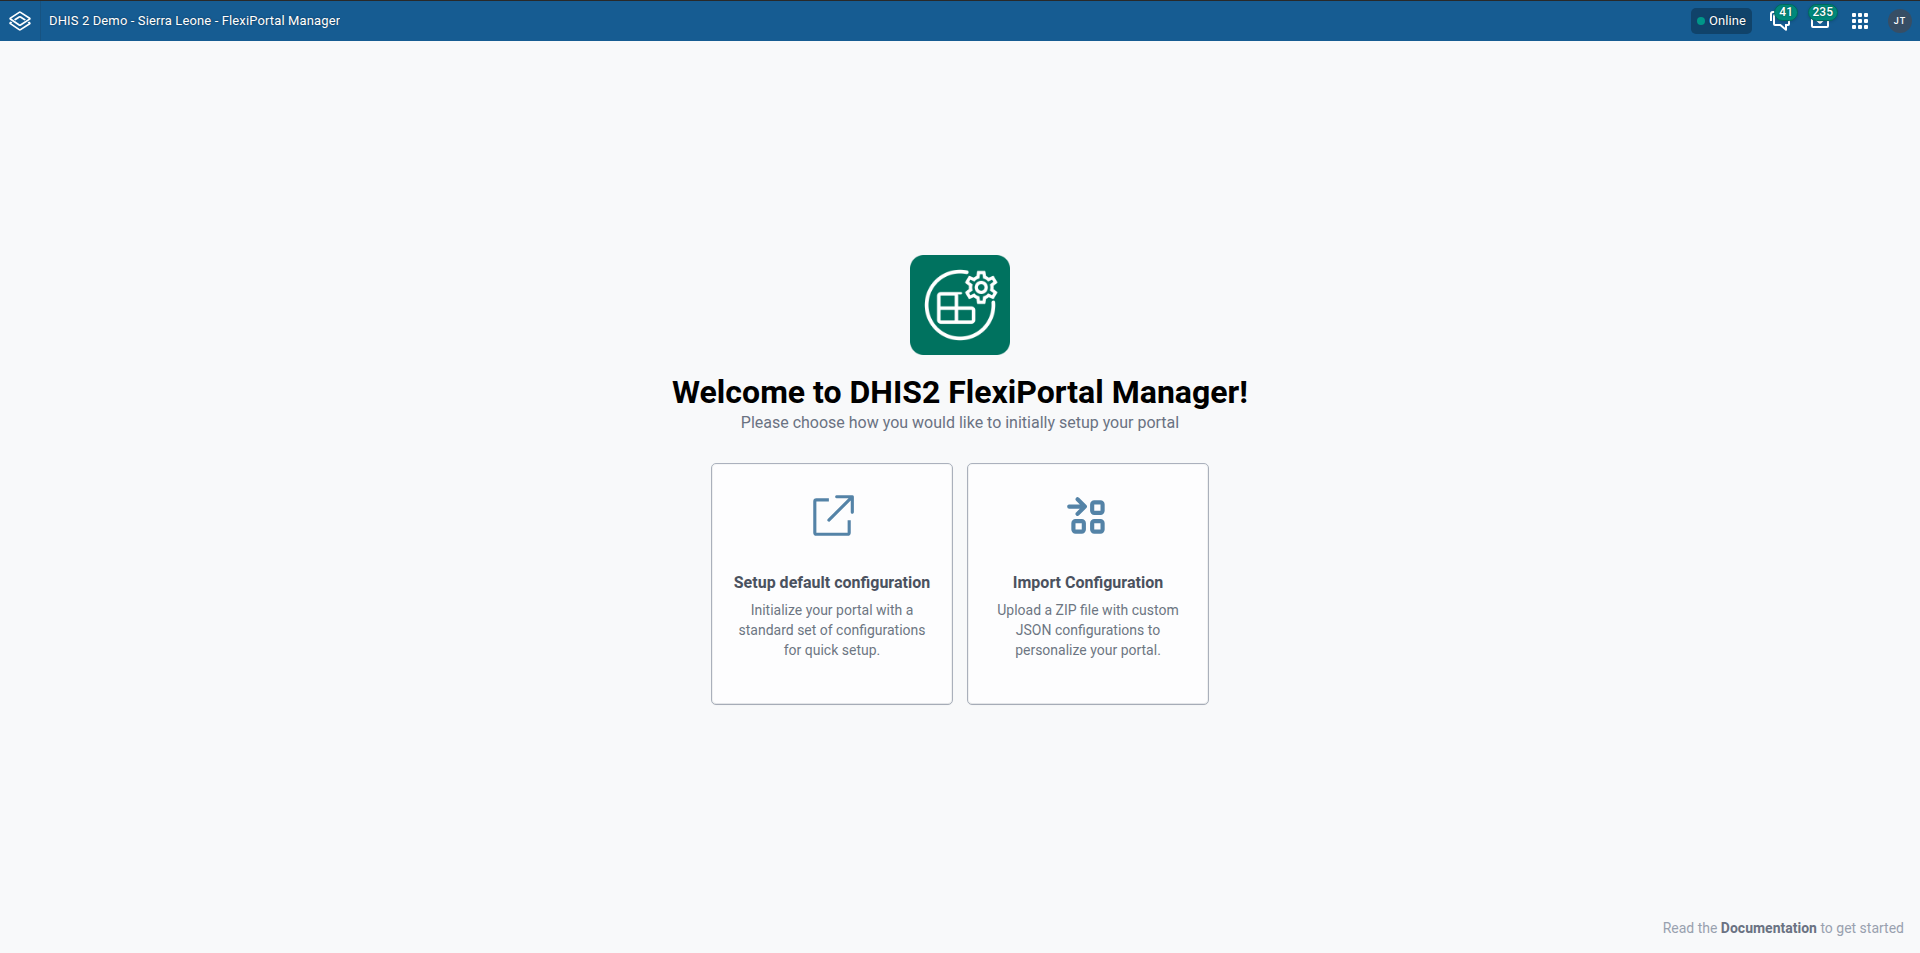 DHIS 2 Demo - Sierra Leone - FlexiPortal Manager
Online
41
235
JT
Welcome to DHIS2 FlexiPortal Manager!
Please choose how you would like to initially setup your portal
Setup default configuration
Initialize your portal with a
standard set of configurations
for quick setup.
Import Configuration
Upload a ZIP file with custom
JSON configurations to
personalize your portal.
Read the Documentation to get started